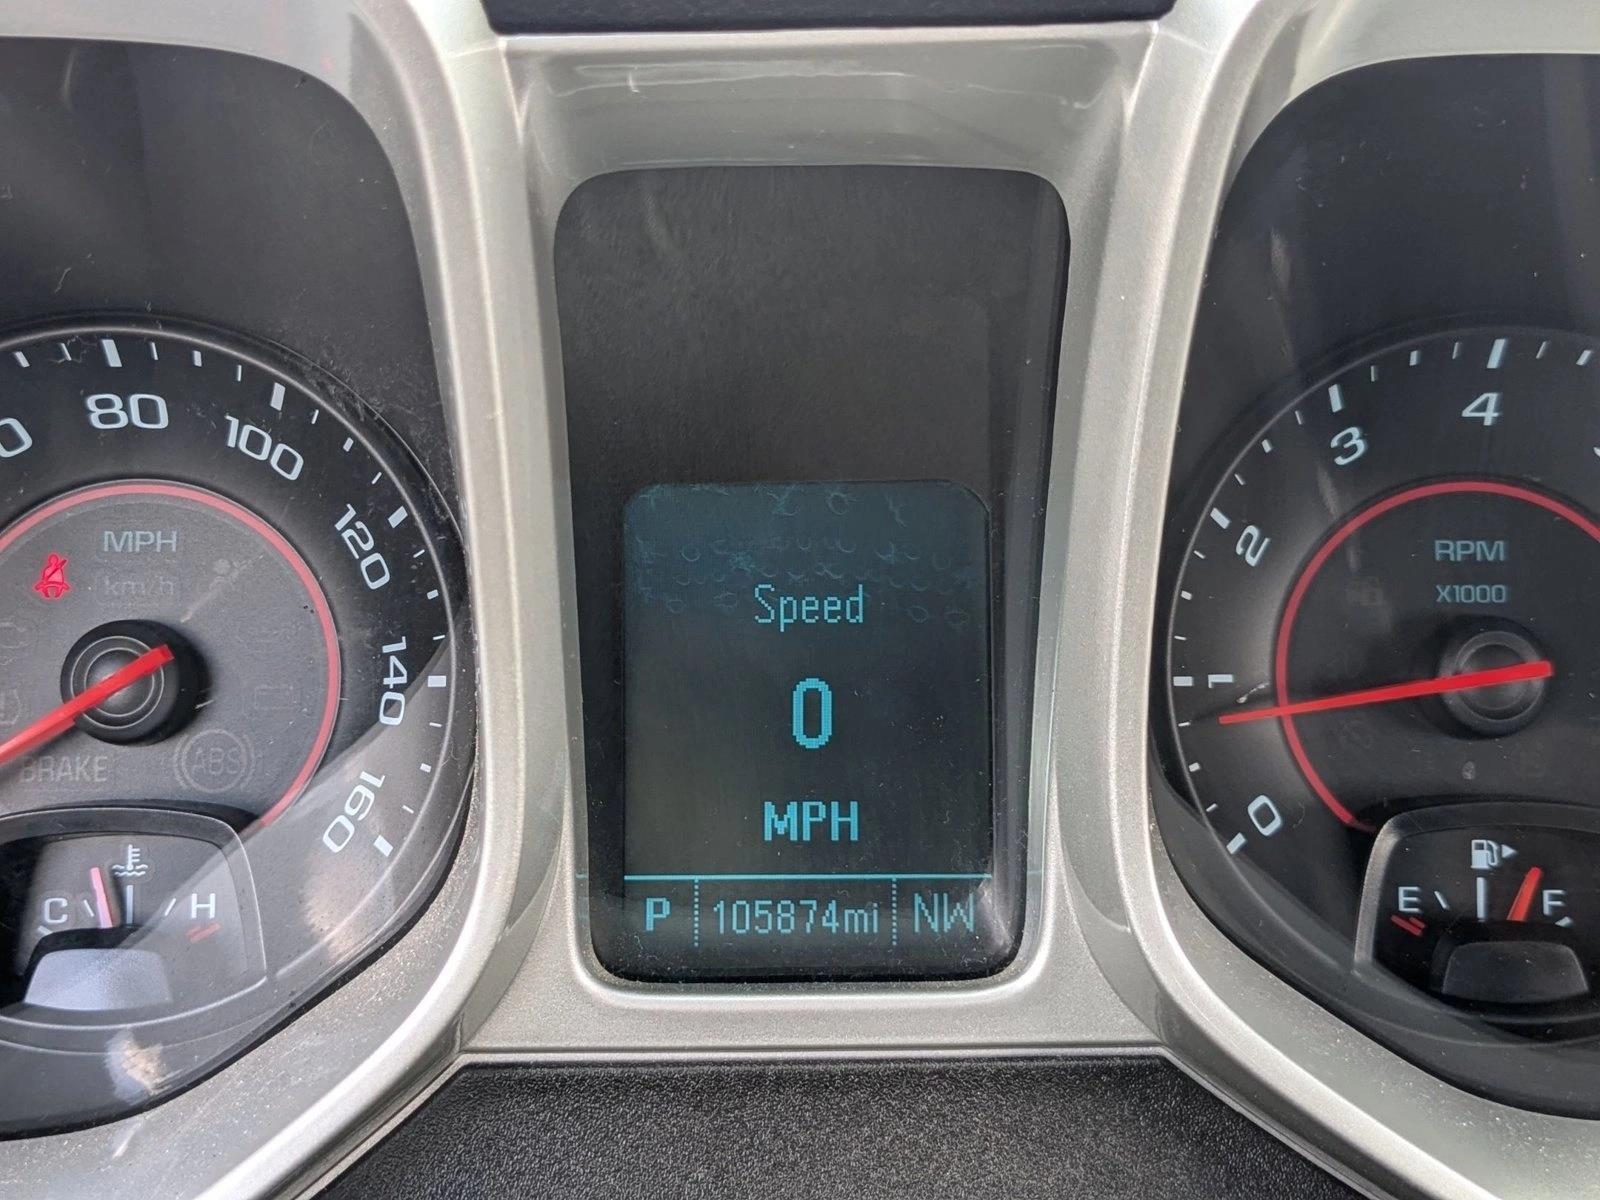 80
100
120
140
160
MPH
km/h
BRAKE
ABS
C H
Speed
0
MPH
P 105874mi NW
4
3
2
1
0
RPM
X1000
E F